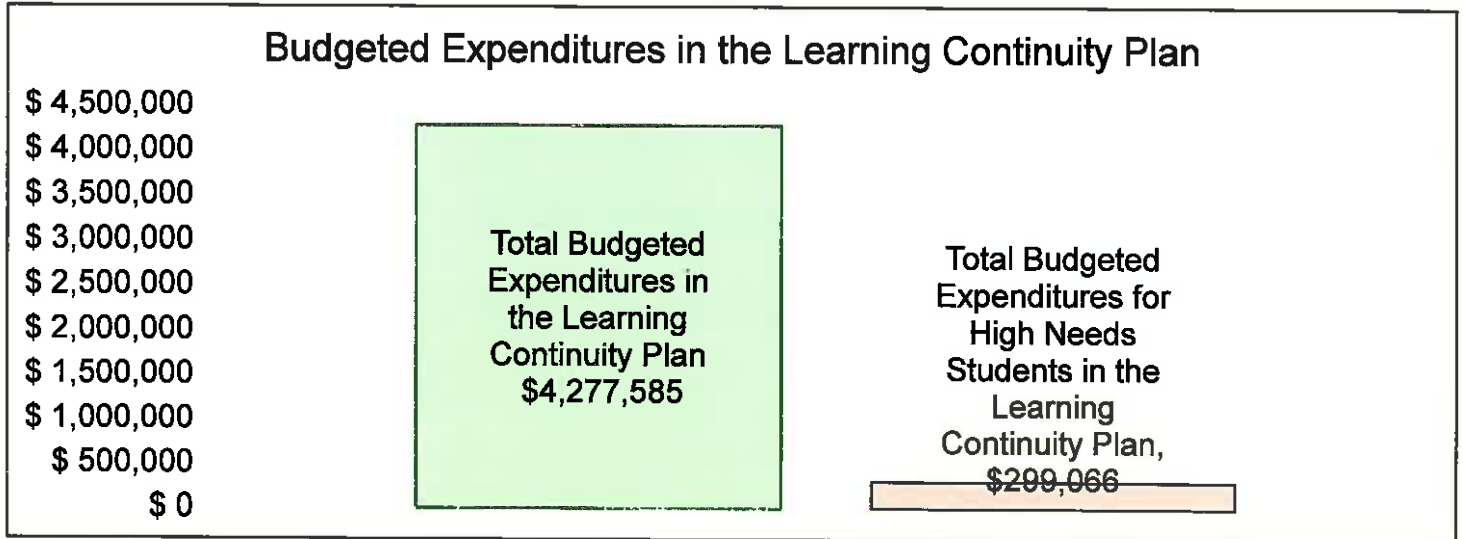 Budgeted Expenditures in the Learning Continuity Plan
$ 4,500,000
$ 4,000,000
$ 3,500,000
$ 3,000,000
$ 2,500,000
$ 2,000,000
$ 1,500,000
$ 1,000,000
$ 500,000
$ 0
Total Budgeted
Expenditures in
the Learning
Continuity Plan
$4,277,585
Total Budgeted
Expenditures for
High Needs
Students in the
Learning
Continuity Plan,
$299,066